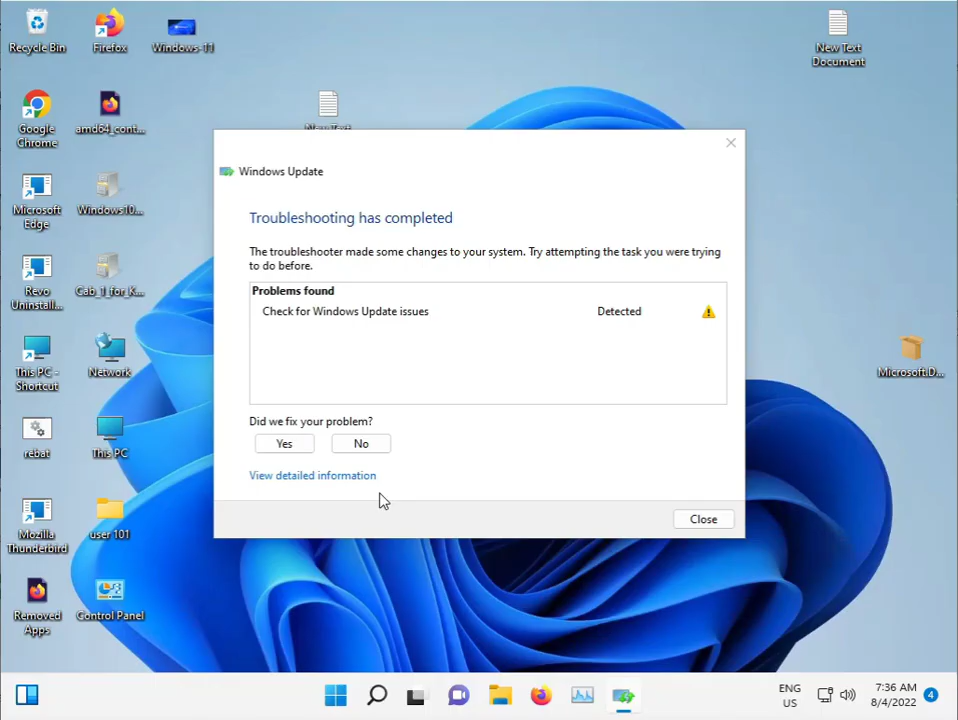 Recycle Bin
Firefox
Windows-11
New Text
Document
Google
Chrome
amd64_cont...
New Text
Microsoft
Edge
Windows10...
Revo
Uninstall...
Cab_1_for_K...
This PC -
Shortcut
Network
rebat
This PC
Mozilla
Thunderbird
user 101
Removed
Apps
Control Panel
MicrosoftD...
Windows Update
Troubleshooting has completed
The troubleshooter made some changes to your system. Try attempting the task you were trying
to do before.
Problems found
Check for Windows Update issues
Detected
Did we fix your problem?
Yes
No
View detailed information
Close
ENG
US
7:36 AM
8/4/2022
4